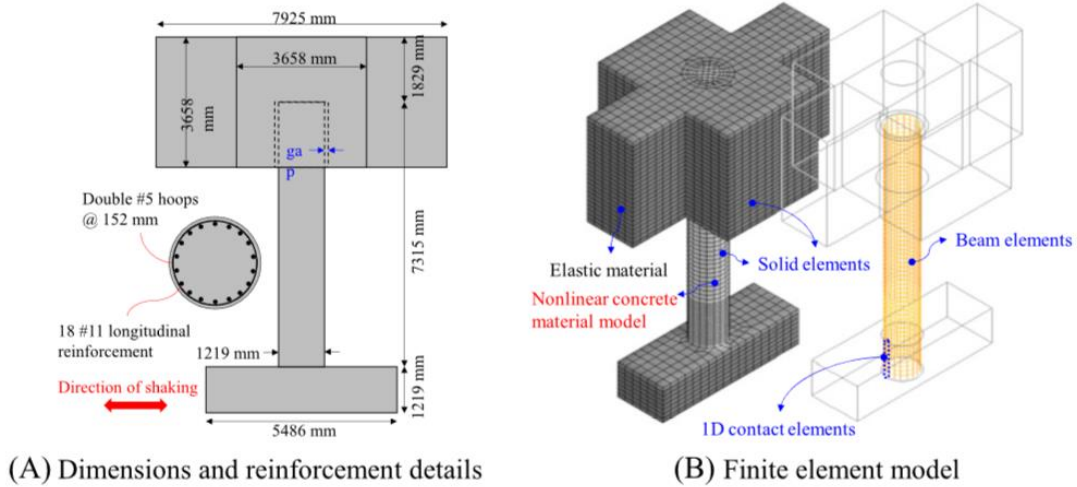 7925 mm
3658 mm
1829 mm
3658
mm
ga
p
Double #5 hoops
@ 152 mm
7315 mm
18 #11 longitudinal
reinforcement
1219 mm
Direction of shaking
1219 mm
5486 mm
(A) Dimensions and reinforcement details
Elastic material
Nonlinear concrete
material model
Solid elements
Beam elements
1D contact elements
(B) Finite element model